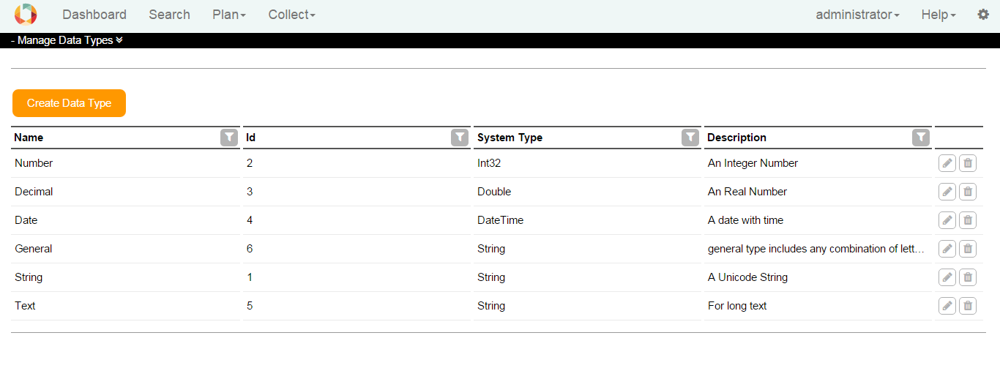 Dashboard Search Plan Collect administrator Help
- Manage Data Types
Create Data Type
Name Id System Type Description
Number 2 Int32 An Integer Number
Decimal 3 Double An Real Number
Date 4 DateTime A date with time
General 6 String general type includes any combination of lett…
String 1 String A Unicode String
Text 5 String For long text